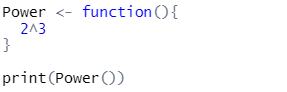 Power <- function(){
  2^3
}

print(Power())